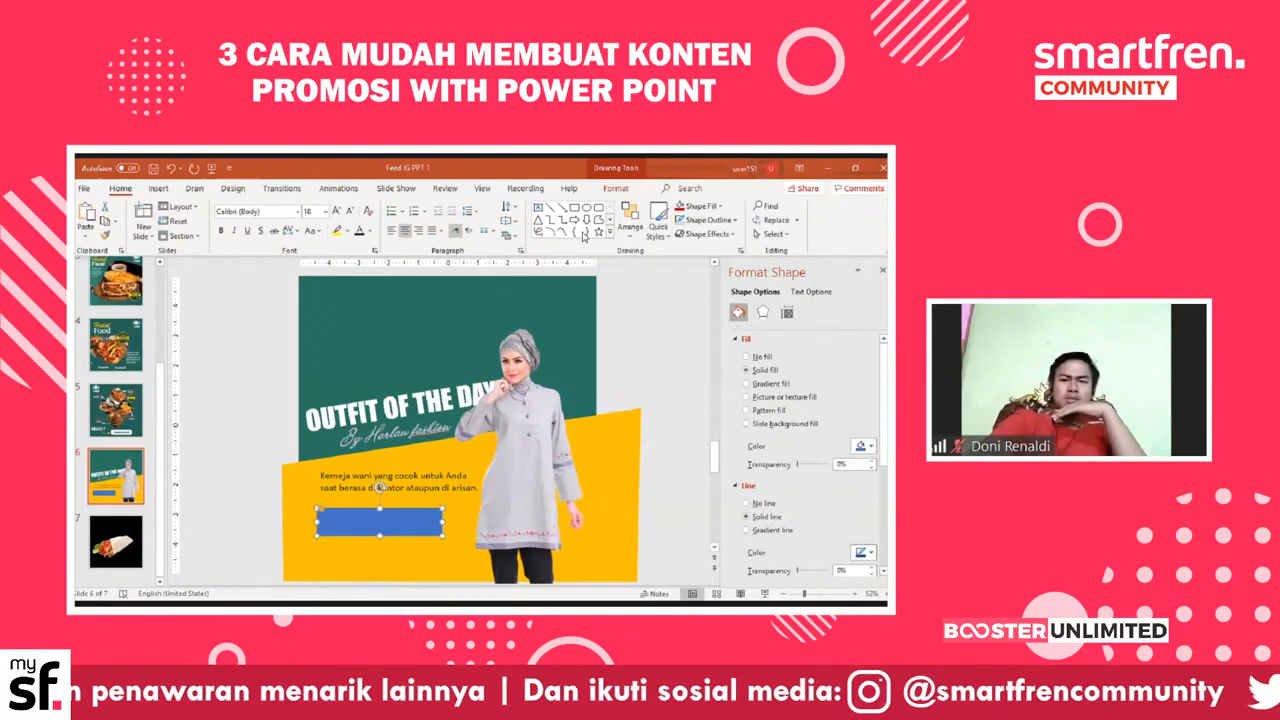 3 CARA MUDAH MEMBUAT KONTEN
PROMOSI WITH POWER POINT
smartfren.
COMMUNITY
AutoSave Off
Feed IG PPT 1
Drawing Tools
user151
U
File Home Insert Draw Design Transitions Animations Slide Show Review View Recording Help Format Search Share Comments
Paste
New
Slide
Layout
Reset
Section
Calibri (Body) 18
B U S
Arrange
Quick
Styles
Shape Fill
Shape Outline
Shape Effects
Find
Replace
Select
Clipboard Slides Font Paragraph Drawing Editing
4
5
6
7
OUTFIT OF THE DAY
By Harlow fashion
Kemeja wani yang cocok untuk Anda
saat berasa di kantor ataupun di arisan.
Format Shape
Shape Options Text Options
Fill
No fill
Solid fill
Gradient fill
Picture or texture fill
Pattern fill
Slide background fill
Color
Transparency 0%
Line
No line
Solid line
Gradient line
Color
Transparency 0%
Slide 6 of 7 English (United States) Notes 52%
Doni Renaldi
BOOSTER UNLIMITED
my
sf.
n penawaran menarik lainnya | Dan ikuti sosial media: @smartfrencommunity